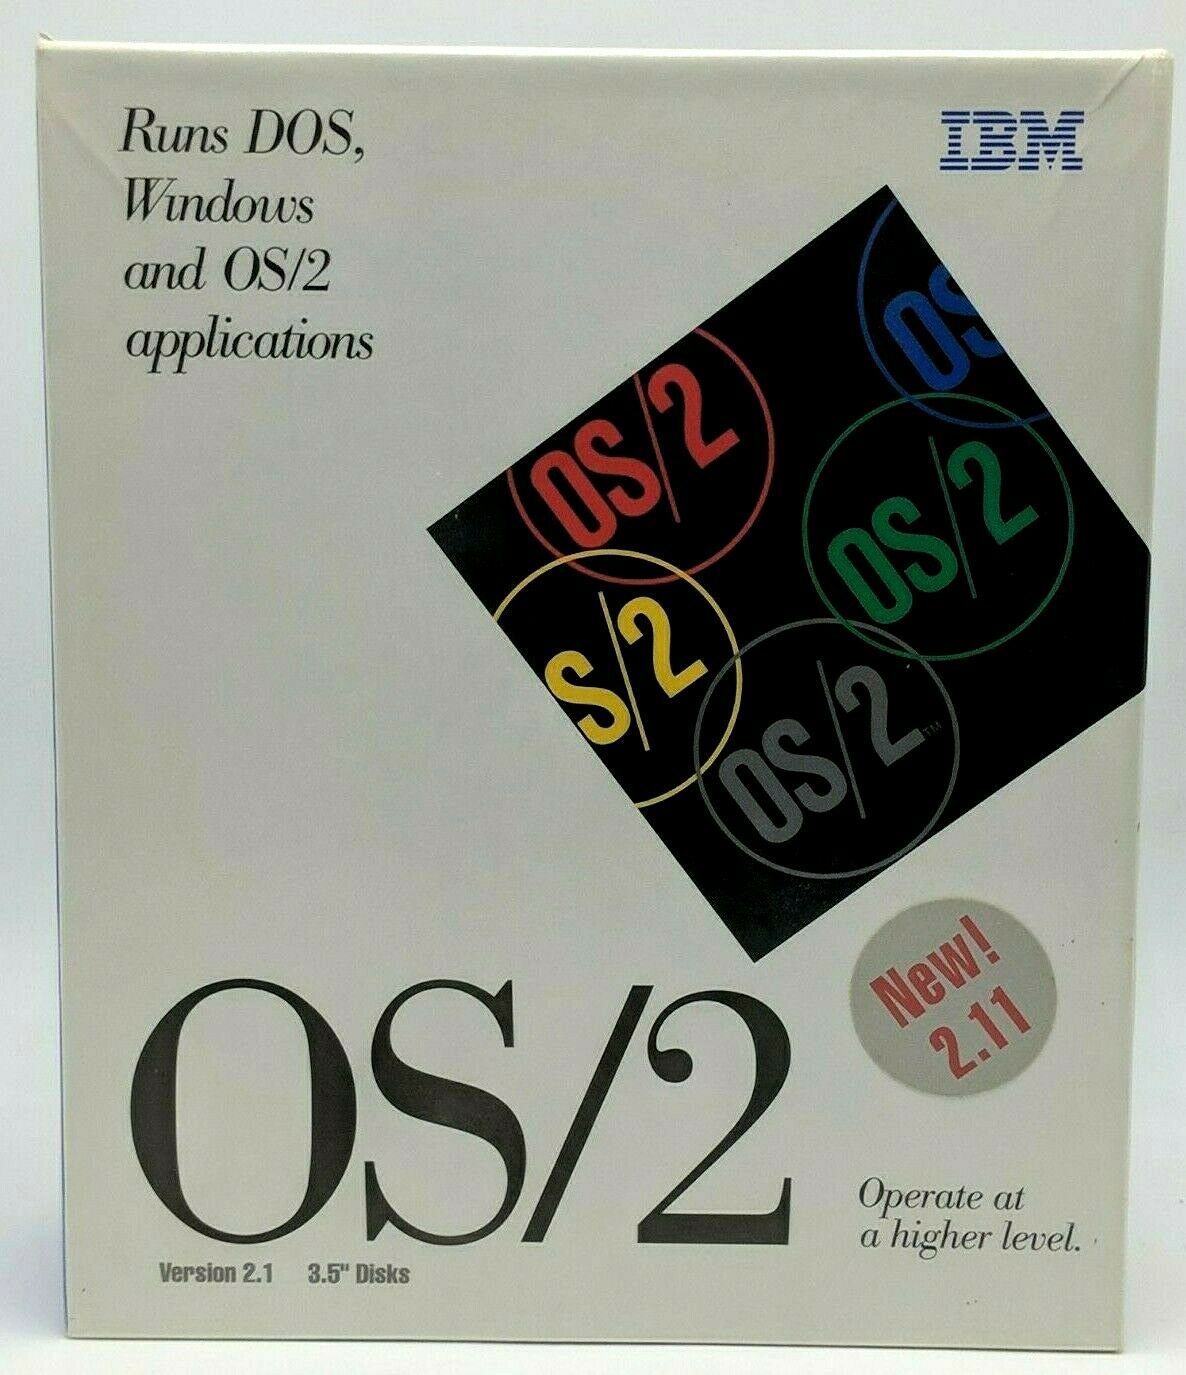 Runs DOS,
Windows
and OS/2
applications
IBM
OS
OS/2
OS/2
S/2
OS/2™
New!
2.11
OS/2
Operate at
a higher level.
Version 2.1 3.5" Disks